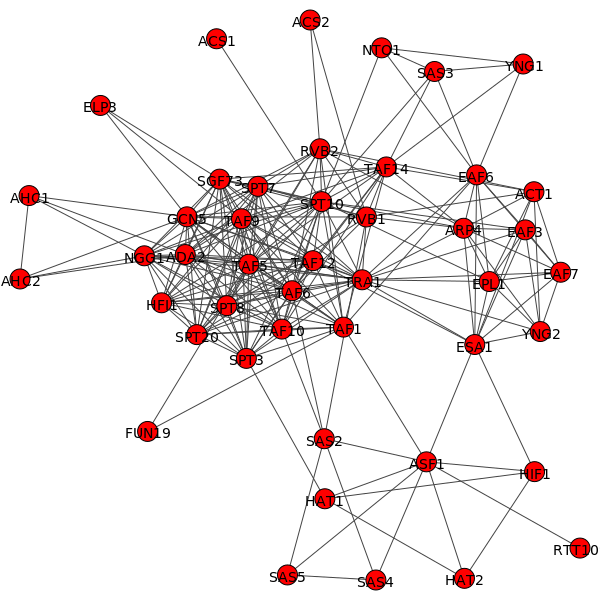 ACS2
ACS1
NTO1
YNG1
SAS3
ELP3
RVB2
TAF14
EAF6
SGF73
SPT7
ACT1
AHC1
SPT10
GCN5
TAF9
RVB1
ARP4
EAF3
NGG1
ADA2
TAF5
TAF12
EAF7
AHC2
TRA1
EPL1
TAF6
HFI1
SPT8
SPT20
TAF10
TAF1
YNG2
ESA1
SPT3
FUN19
SAS2
ASF1
HIF1
HAT1
RTT10
SAS5
SAS4
HAT2